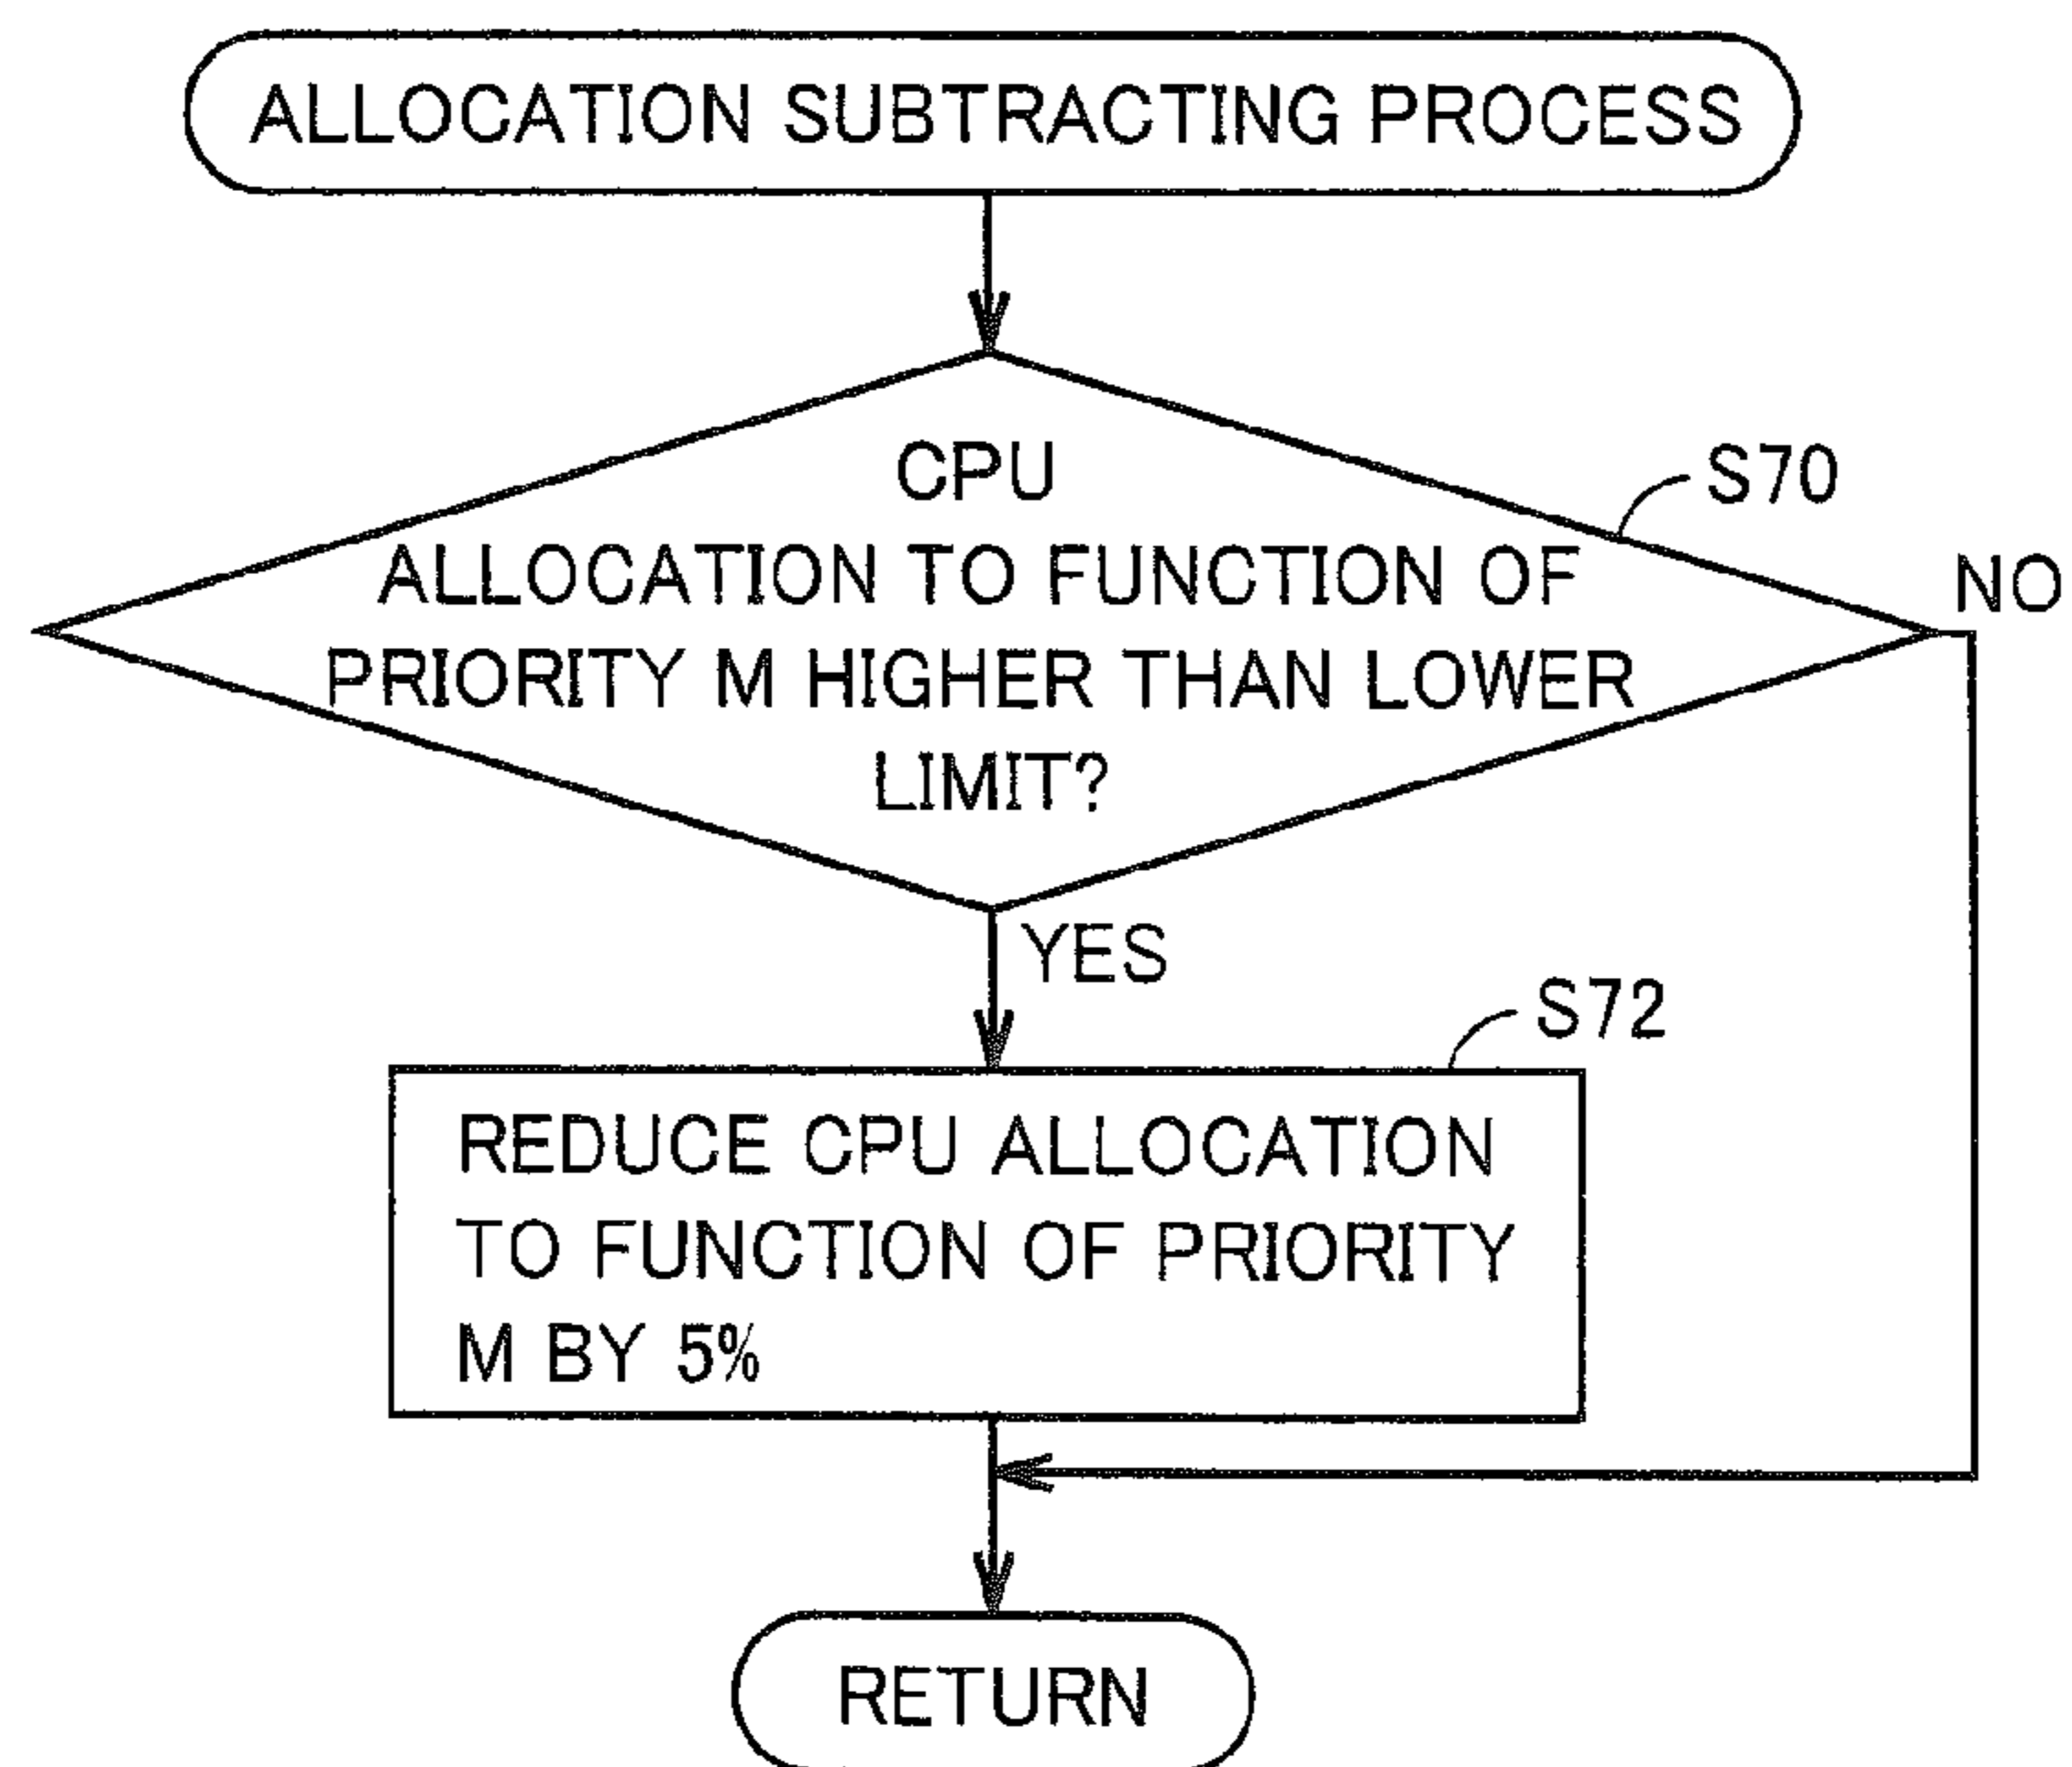 ALLOCATION SUBTRACTING PROCESS
CPU
ALLOCATION TO FUNCTION OF
PRIORITY M HIGHER THAN LOWER
LIMIT?
S70
NO
YES
S72
REDUCE CPU ALLOCATION
TO FUNCTION OF PRIORITY
M BY 5%
RETURN